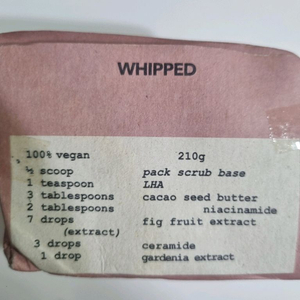 WHIPPED
100% vegan 210g
½ scoop pack scrub base
1 teaspoon LHA
3 tablespoons cacao seed butter
2 tablespoons niacinamide
7 drops fig fruit extract
(extract)
3 drops ceramide
1 drop gardenia extract